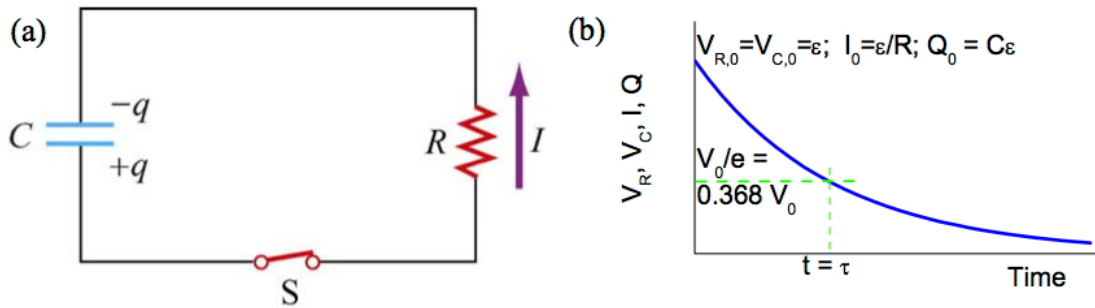 (a)
−q
C
+q
R
I
S
(b)
V_R,0=V_C,0=ε; I_0=ε/R; Q_0 = Cε
V_R, V_C, I, Q
V_0/e =
0.368 V_0
t = τ
Time